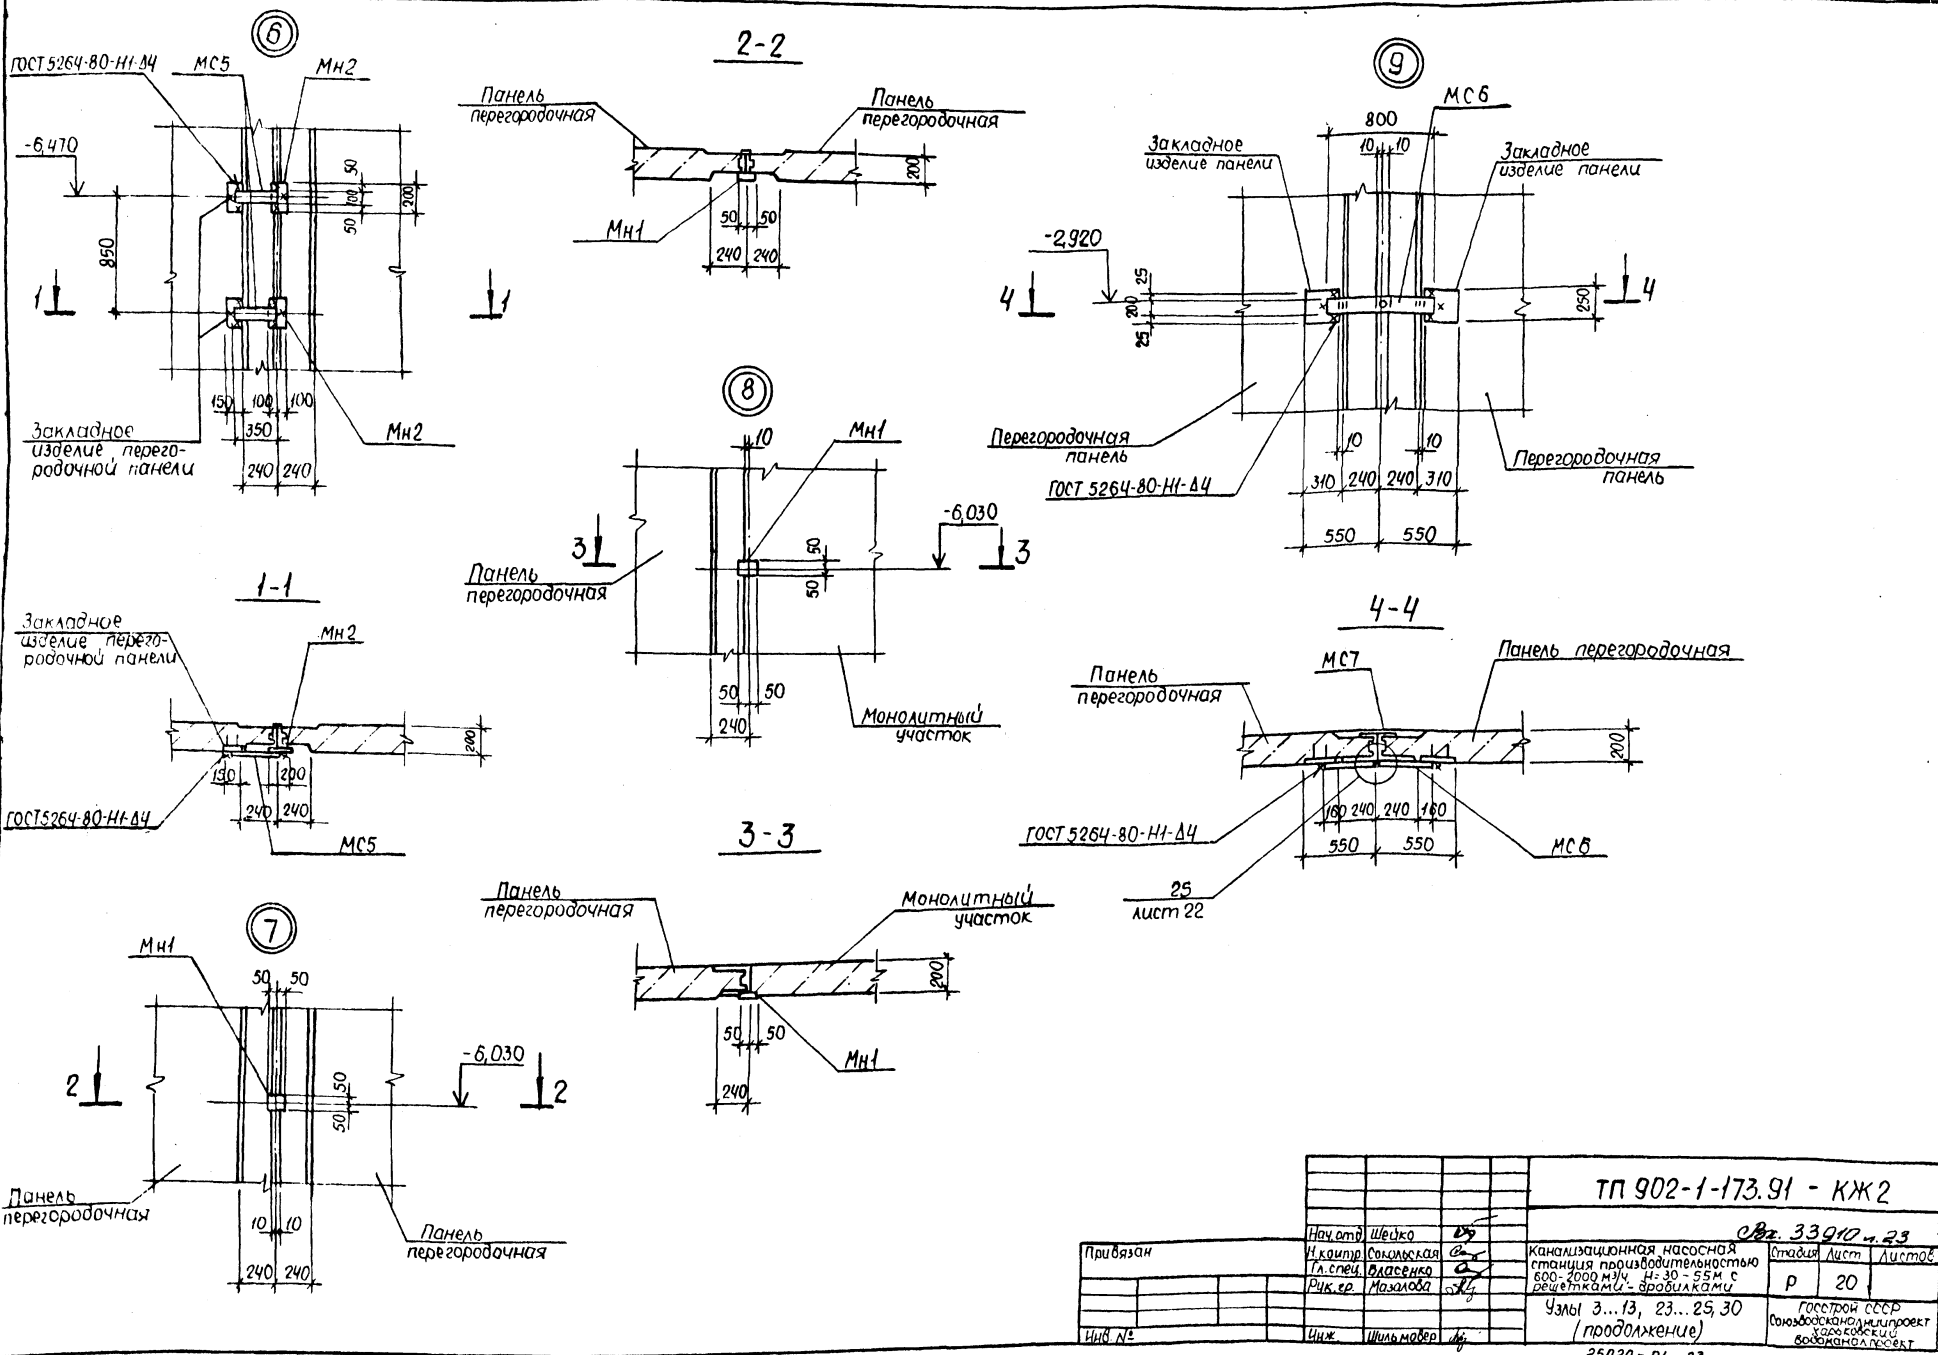 6
ГОСТ 5264-80-Н1-Δ4
МС5
Мн2
-6,470
50
100
200
50
850
1
1
150
100
100
350
240
240
Закладное
изделие перего-
родочной панели
Мн2
1-1
Закладное
изделие перего-
родочной панели
Мн2
200
150
200
240
240
ГОСТ 5264-80-Н1-Δ4
МС5
7
Мн1
50
50
-6,030
2
2
50
50
Панель
перегородочная
10
10
Панель
перегородочная
240
240
2-2
Панель
перегородочная
Панель
перегородочная
200
50
50
Мн1
240
240
8
10
Мн1
-6,030
3
3
50
50
Панель
перегородочная
50
50
240
Монолитный
участок
3-3
Панель
перегородочная
Монолитный
участок
200
50
50
Мн1
240
9
МС6
800
10
10
Закладное
изделие панели
Закладное
изделие панели
-2,920
4
4
25
200
25
250
Перегородочная
панель
10
10
Перегородочная
панель
ГОСТ 5264-80-Н1-Δ4
310
240
240
310
550
550
4-4
МС7
Панель
перегородочная
Панель перегородочная
200
160
240
240
160
ГОСТ 5264-80-Н1-Δ4
550
550
МС6
25
лист 22
ТП 902-1-173.91 - КЖ2
33910
23
Привязан
Инв. №
Нач.отд Шейко
Н.контр. Сокольская
Гл.спец. Власенко
Рук.гр. Мазалова
Инж. Шильмовер
Канализационная насосная
станция производительностью
600-2000 м³/ч, Н=30-55м с
решетками-дробилками
Стадия Лист Листов
Р 20
Узлы 3...13, 23...25, 30
(продолжение)
Госстрой СССР
Союзводоканалниипроект
Харьковский
Водоканалпроект